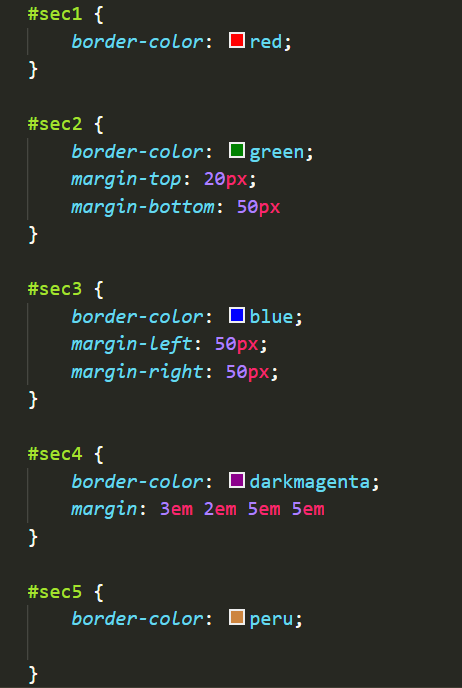 #sec1 {
border-color: red;
}
#sec2 {
border-color: green;
margin-top: 20px;
margin-bottom: 50px
}
#sec3 {
border-color: blue;
margin-left: 50px;
margin-right: 50px;
}
#sec4 {
border-color: darkmagenta;
margin: 3em 2em 5em 5em
}
#sec5 {
border-color: peru;
}